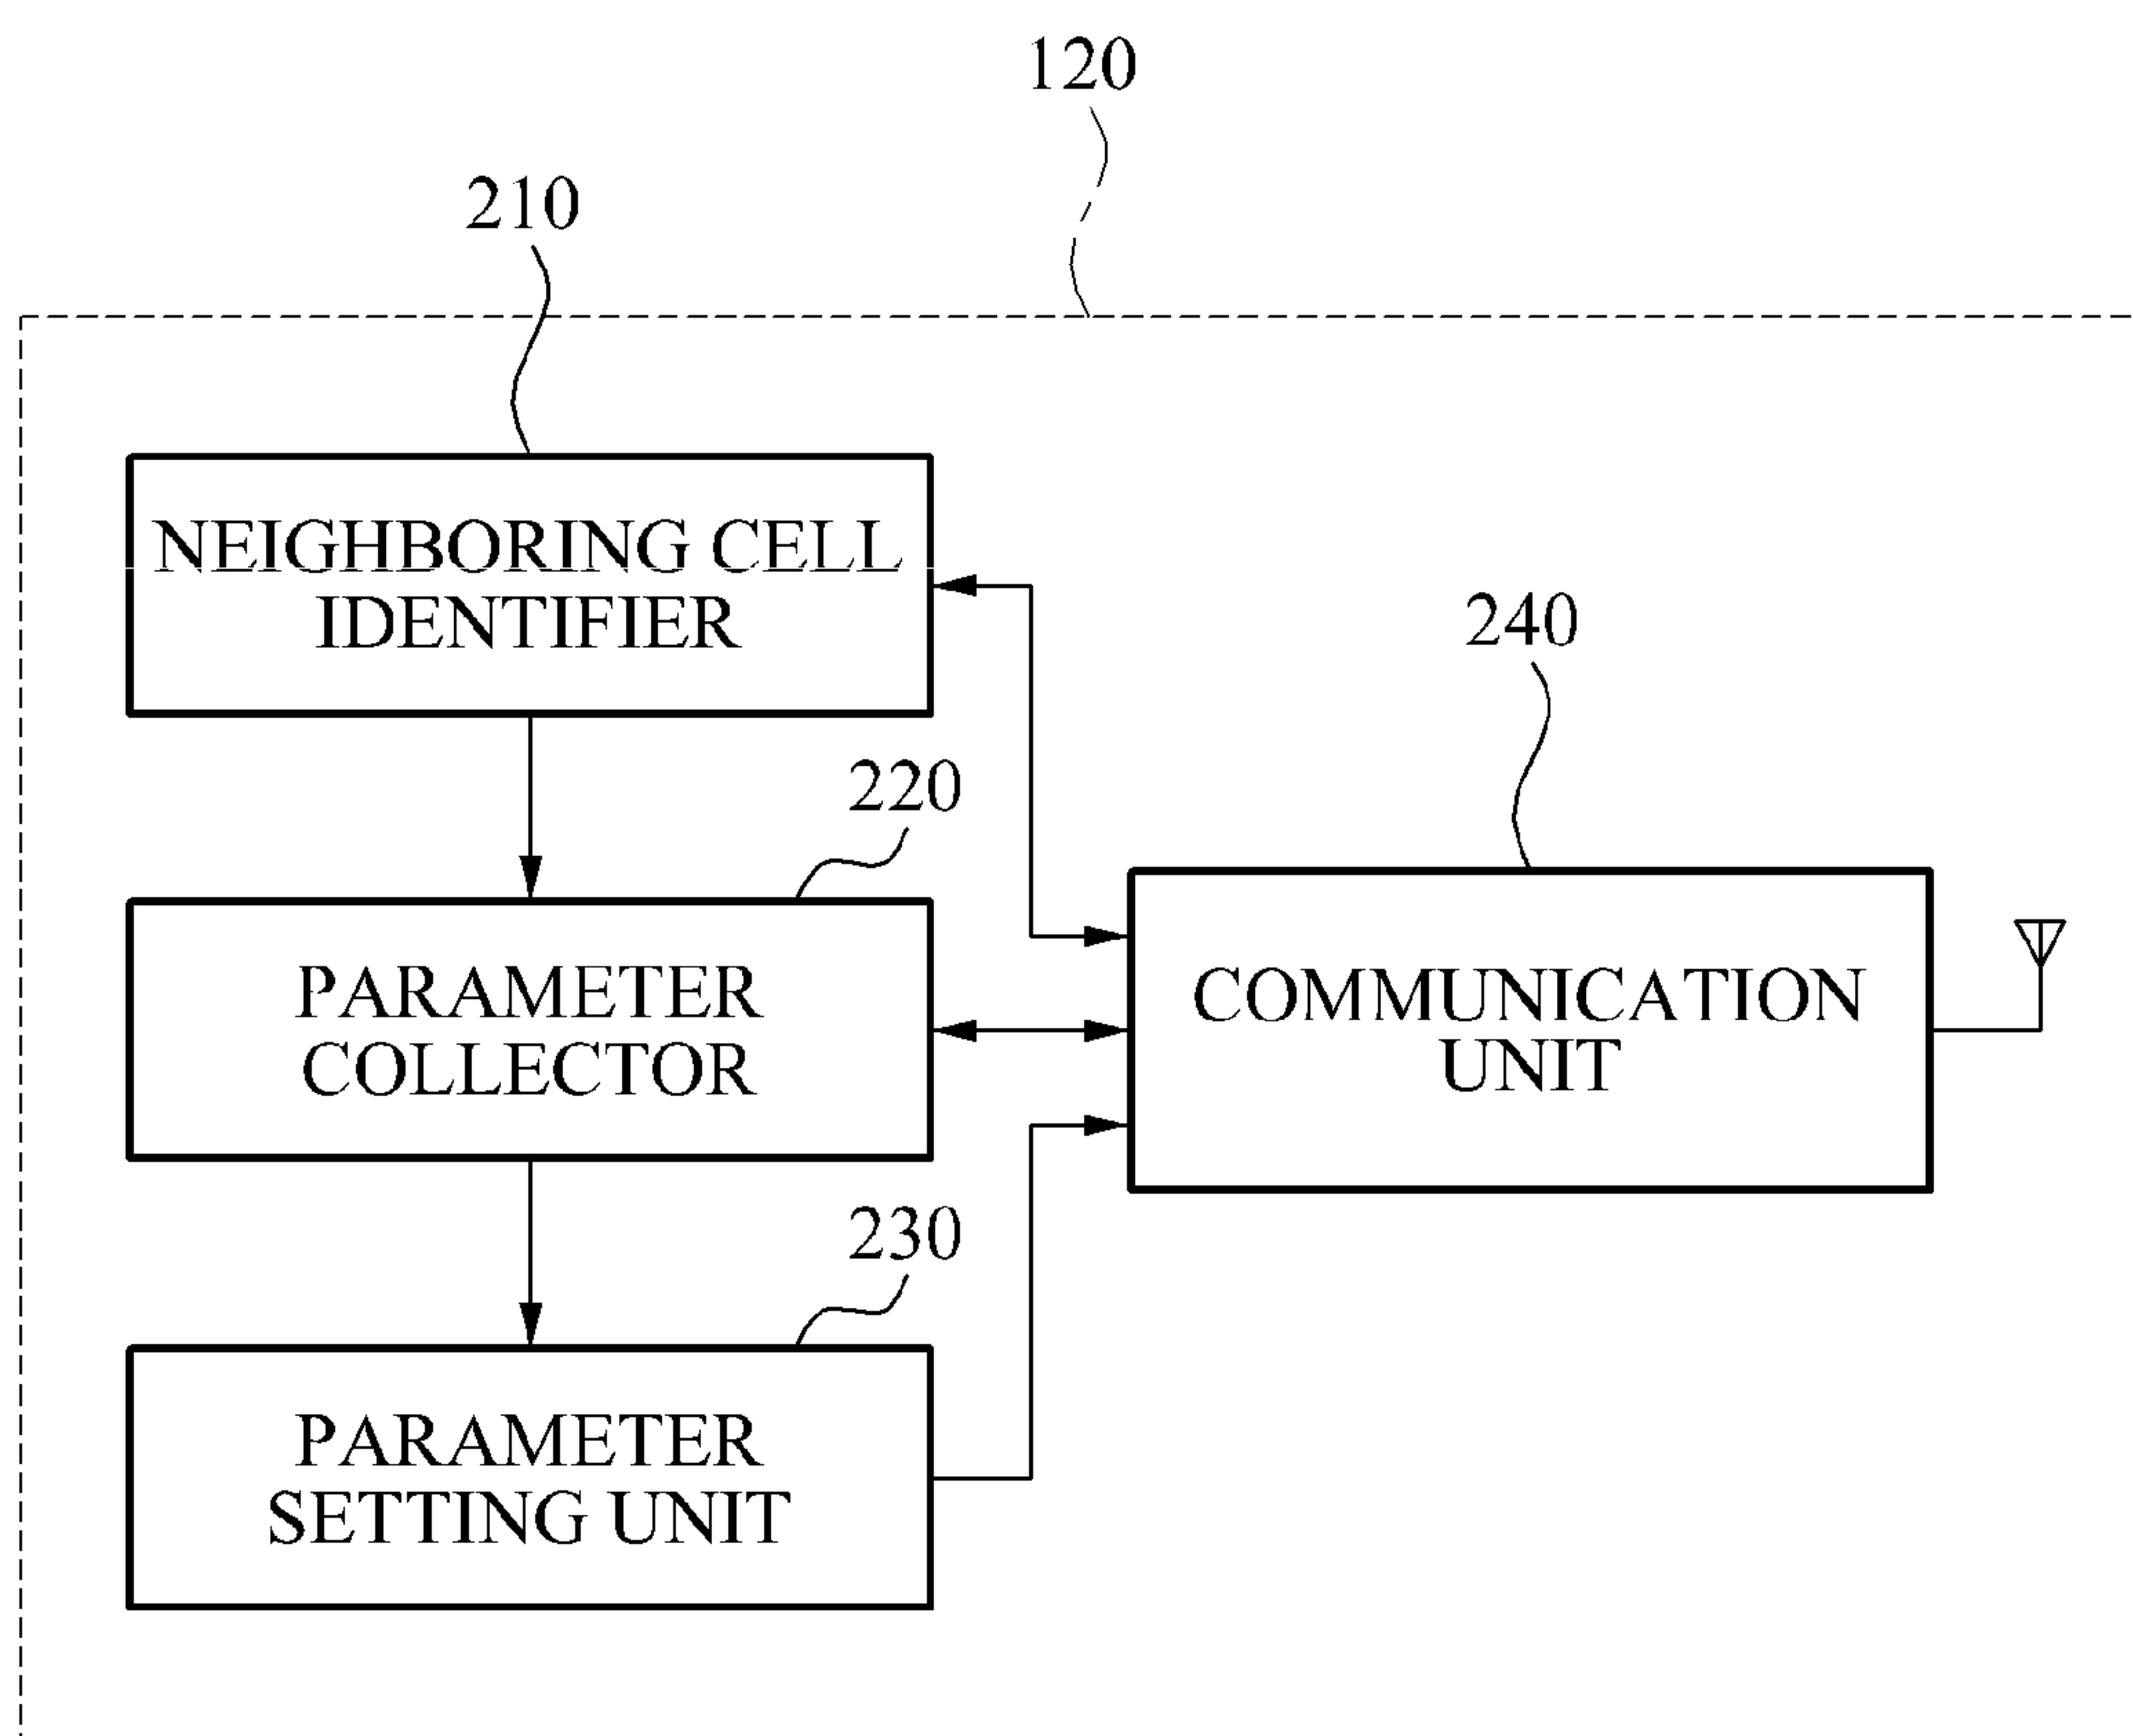 120
210
NEIGHBORING CELL
IDENTIFIER
240
220
PARAMETER
COLLECTOR
COMMUNICATION
UNIT
230
PARAMETER
SETTING UNIT